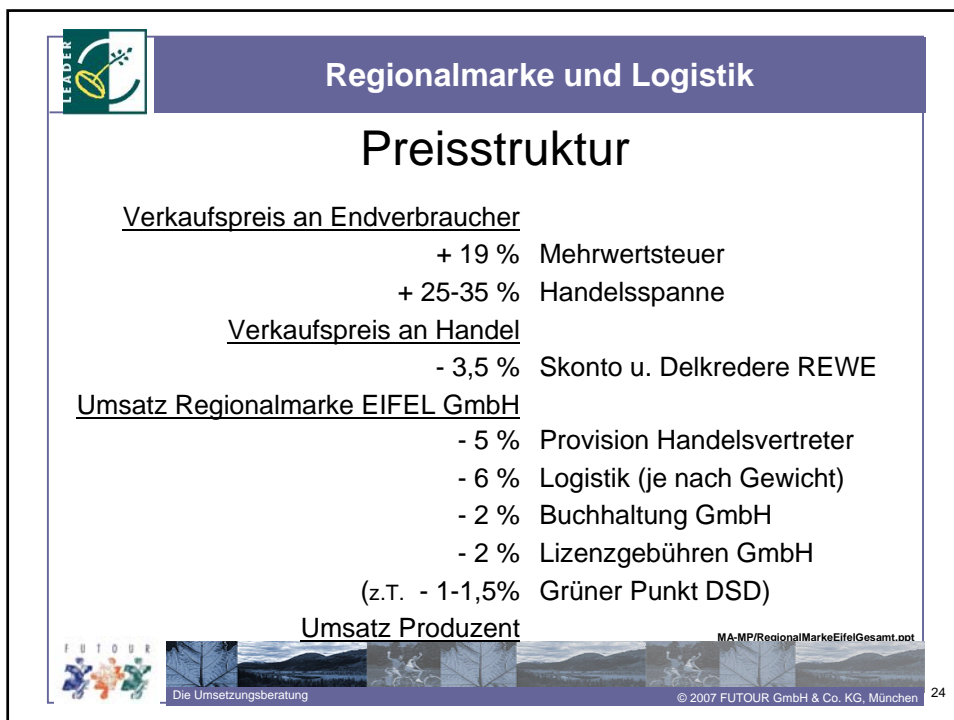 LEADER
Regionalmarke und Logistik
Preisstruktur
Verkaufspreis an Endverbraucher
+ 19 % Mehrwertsteuer
+ 25-35 % Handelsspanne
Verkaufspreis an Handel
- 3,5 % Skonto u. Delkredere REWE
Umsatz Regionalmarke EIFEL GmbH
- 5 % Provision Handelsvertreter
- 6 % Logistik (je nach Gewicht)
- 2 % Buchhaltung GmbH
- 2 % Lizenzgebühren GmbH
(z.T. - 1-1,5% Grüner Punkt DSD)
Umsatz Produzent
MA-MP/RegionalMarkeEifelGesamt.ppt
FUTOUR
Die Umsetzungsberatung
© 2007 FUTOUR GmbH & Co. KG, München
24